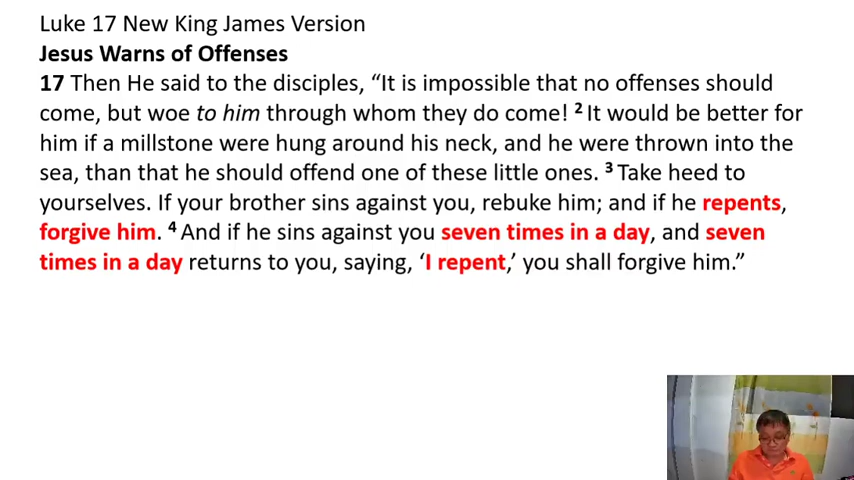 Luke 17 New King James Version
Jesus Warns of Offenses
17 Then He said to the disciples, “It is impossible that no offenses should
come, but woe to him through whom they do come! 2 It would be better for
him if a millstone were hung around his neck, and he were thrown into the
sea, than that he should offend one of these little ones. 3 Take heed to
yourselves. If your brother sins against you, rebuke him; and if he repents,
forgive him. 4 And if he sins against you seven times in a day, and seven
times in a day returns to you, saying, ‘I repent,’ you shall forgive him.”